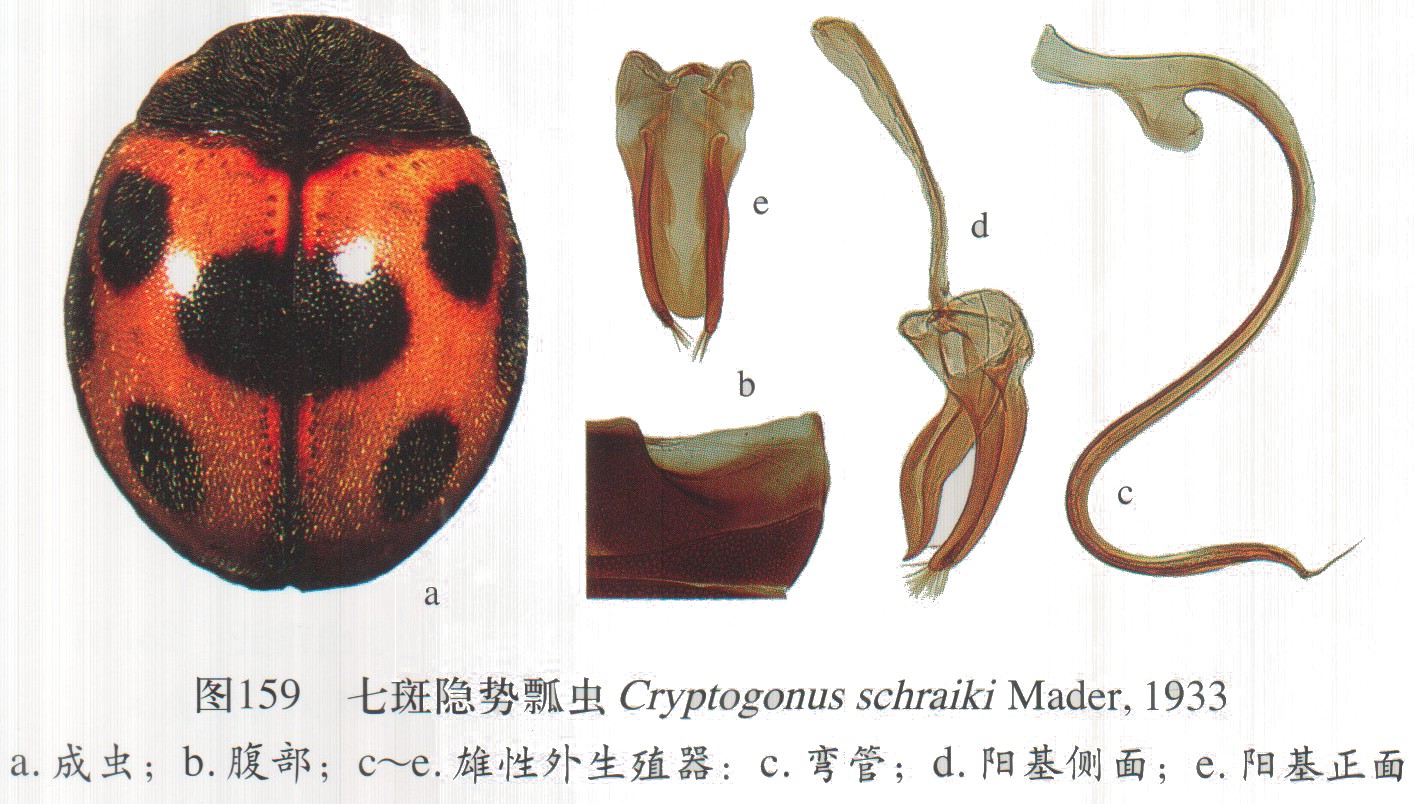 e
d
b
c
a
图159 七斑隐势瓢虫 Cryptogonus schraiki Mader, 1933
a. 成虫；b. 腹部；c～e. 雄性外生殖器：c. 弯管；d. 阳基侧面；e. 阳基正面